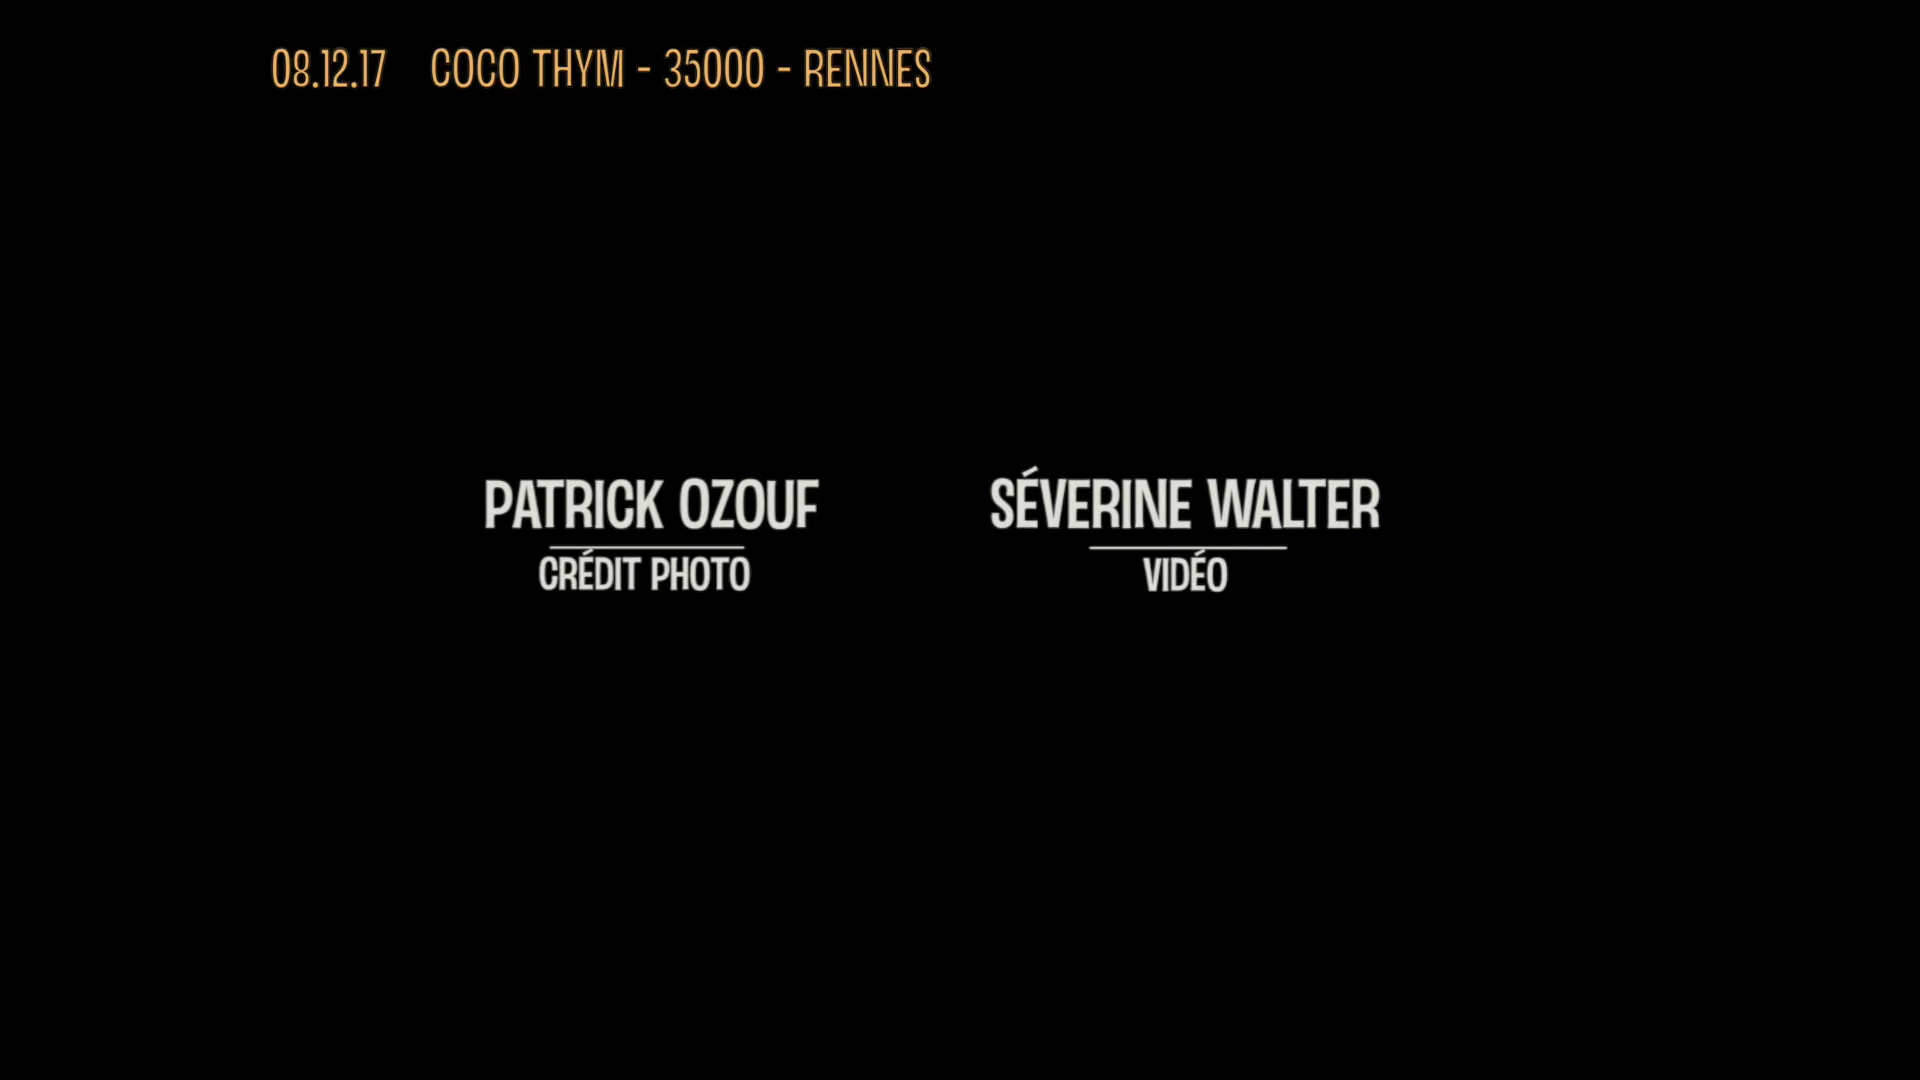 08.12.17 COCO THYM - 35000 - RENNES
PATRICK OZOUF
CRÉDIT PHOTO
SÉVERINE WALTER
VIDÉO